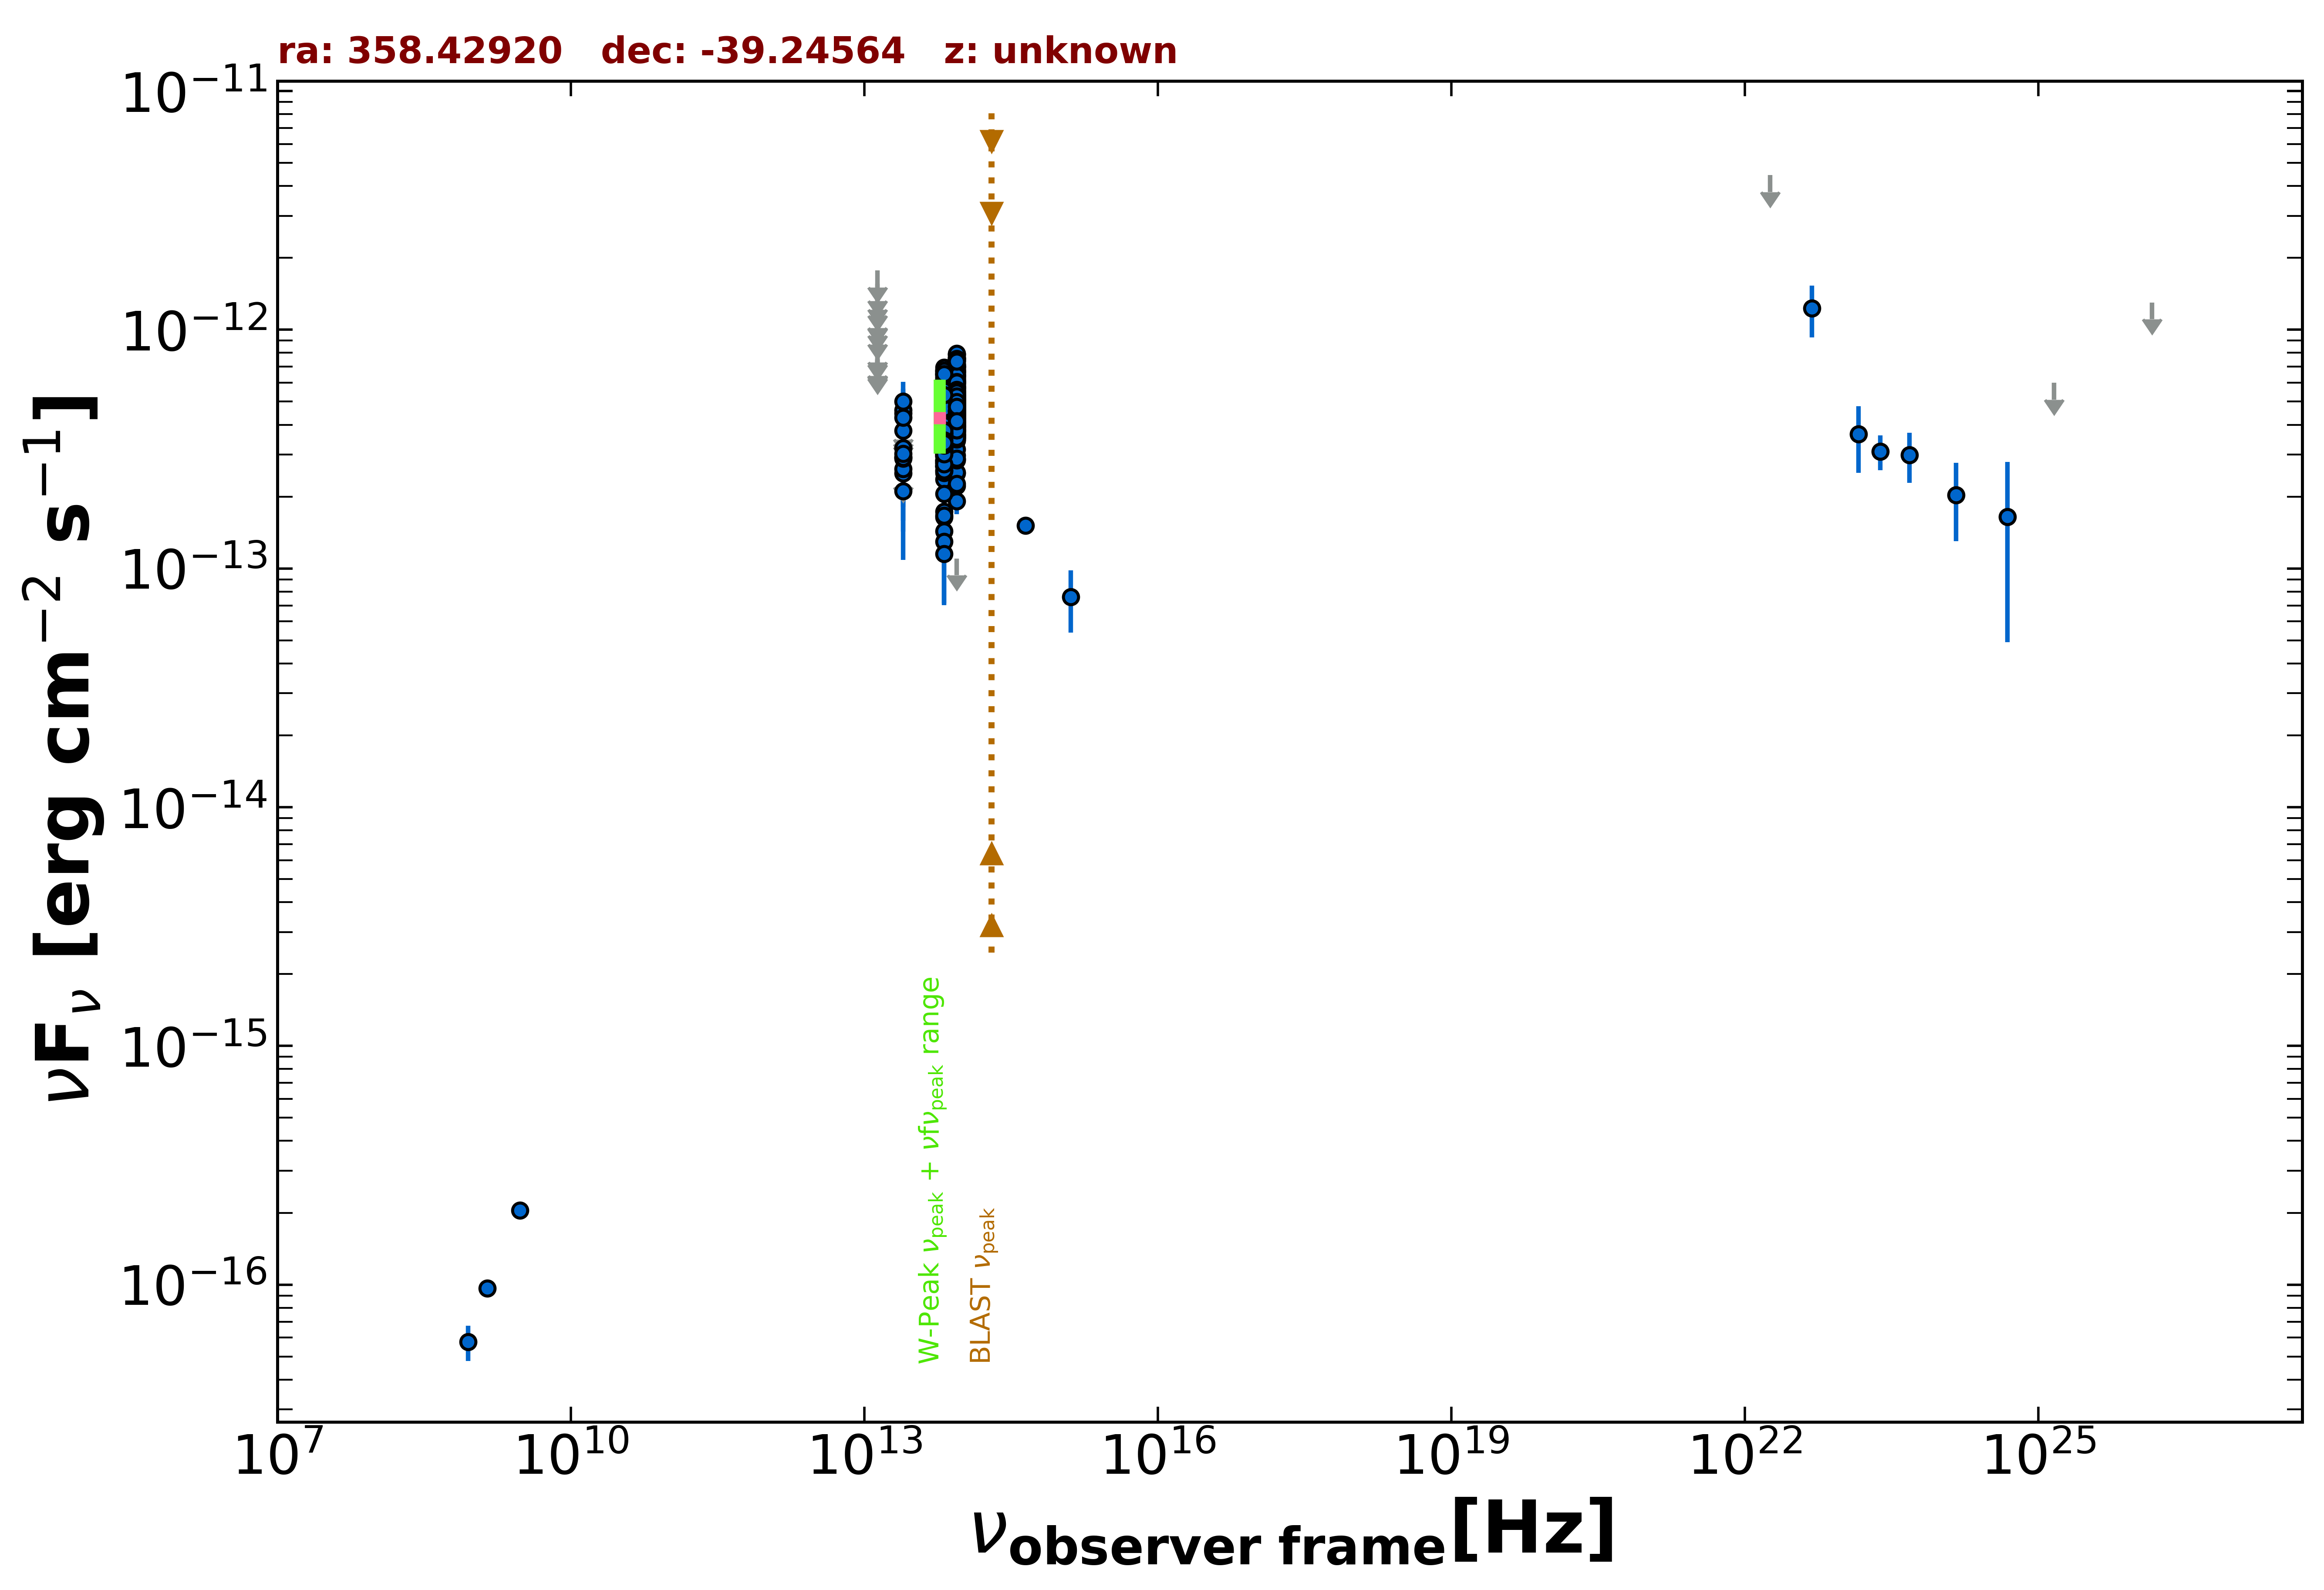 ra: 358.42920   dec: -39.24564   z: unknown
10⁻¹¹
10⁻¹²
10⁻¹³
10⁻¹⁴
10⁻¹⁵
10⁻¹⁶
νFν [erg cm⁻² s⁻¹]
W-Peak νpeak + νfνpeak range
BLAST νpeak
10⁷ 10¹⁰ 10¹³ 10¹⁶ 10¹⁹ 10²² 10²⁵
νobserver frame[Hz]